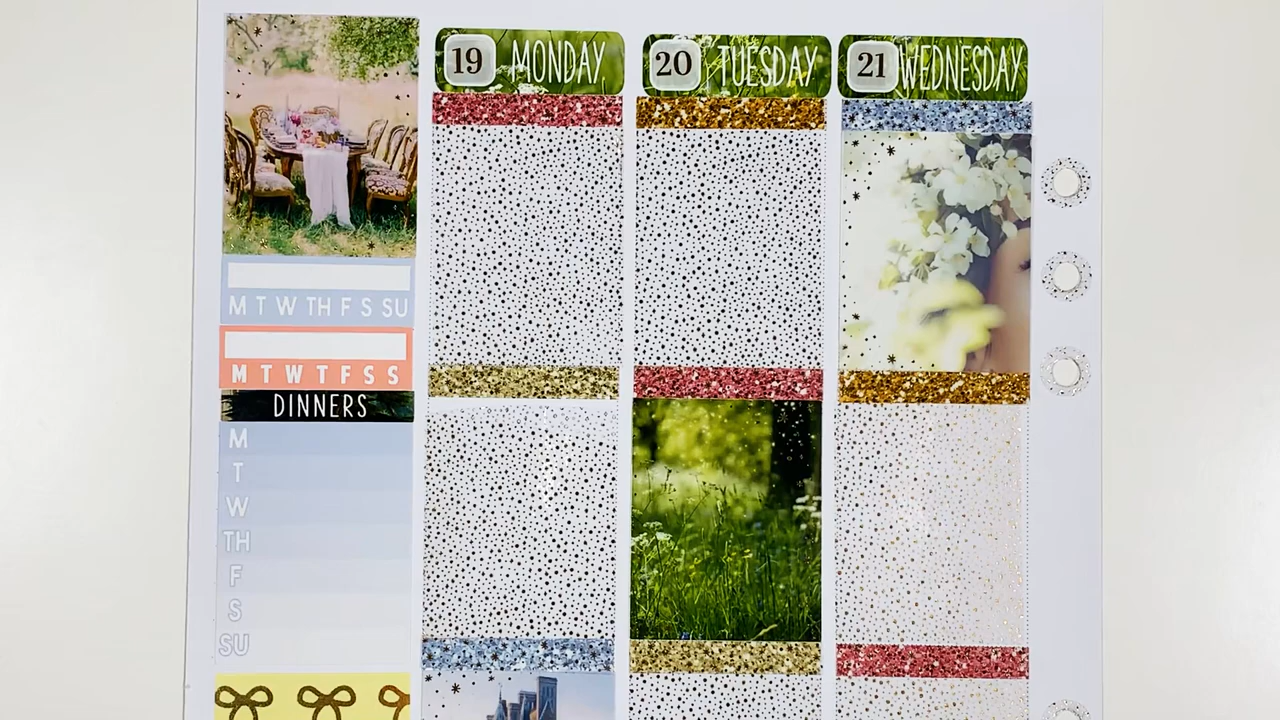 19 MONDAY
20 TUESDAY
21 WEDNESDAY
M T W TH F S SU
M T W T F S S
DINNERS
M
T
W
TH
F
S
SU